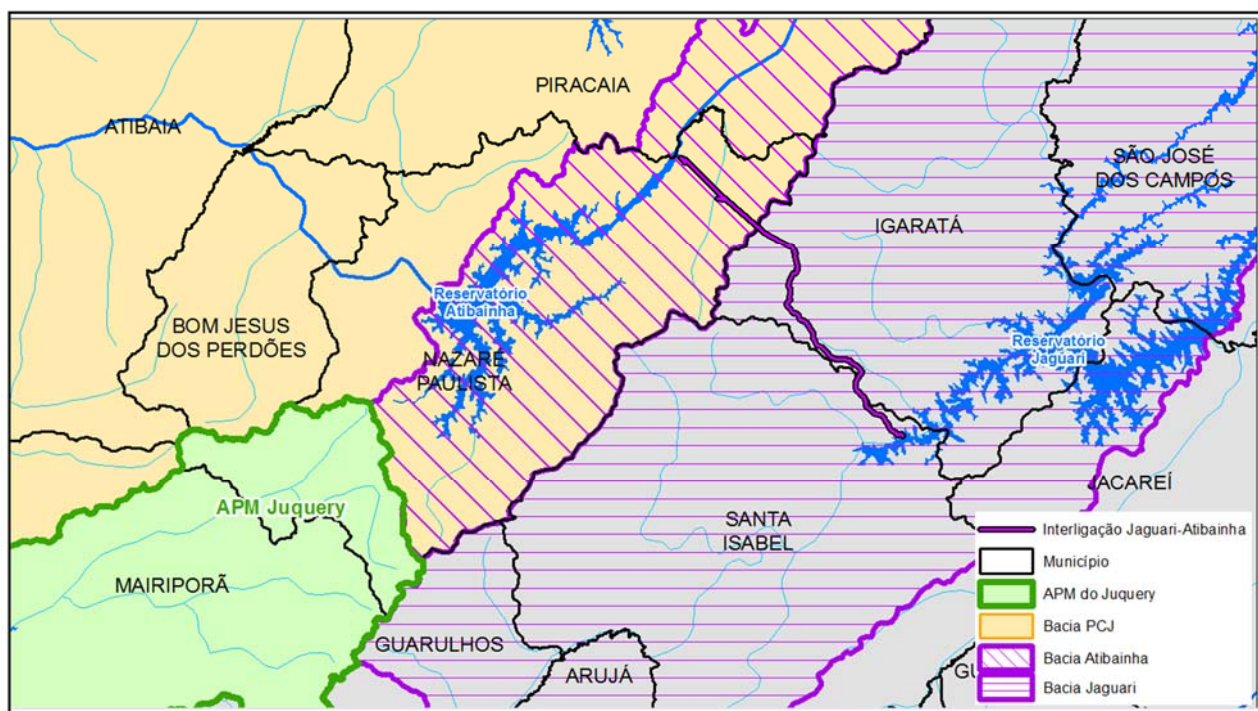 PIRACAIA
ATIBAIA
SÃO JOSÉ
DOS CAMPOS
IGARATÁ
Reservatório
Atibainha
BOM JESUS
DOS PERDÕES
NAZARÉ
PAULISTA
Reservatório
Jaguari
JACAREÍ
APM Juquery
SANTA
ISABEL
MAIRIPORÃ
GUARULHOS
ARUJÁ
GU
Interligação Jaguari-Atibainha
Município
APM do Juquery
Bacia PCJ
Bacia Atibainha
Bacia Jaguari